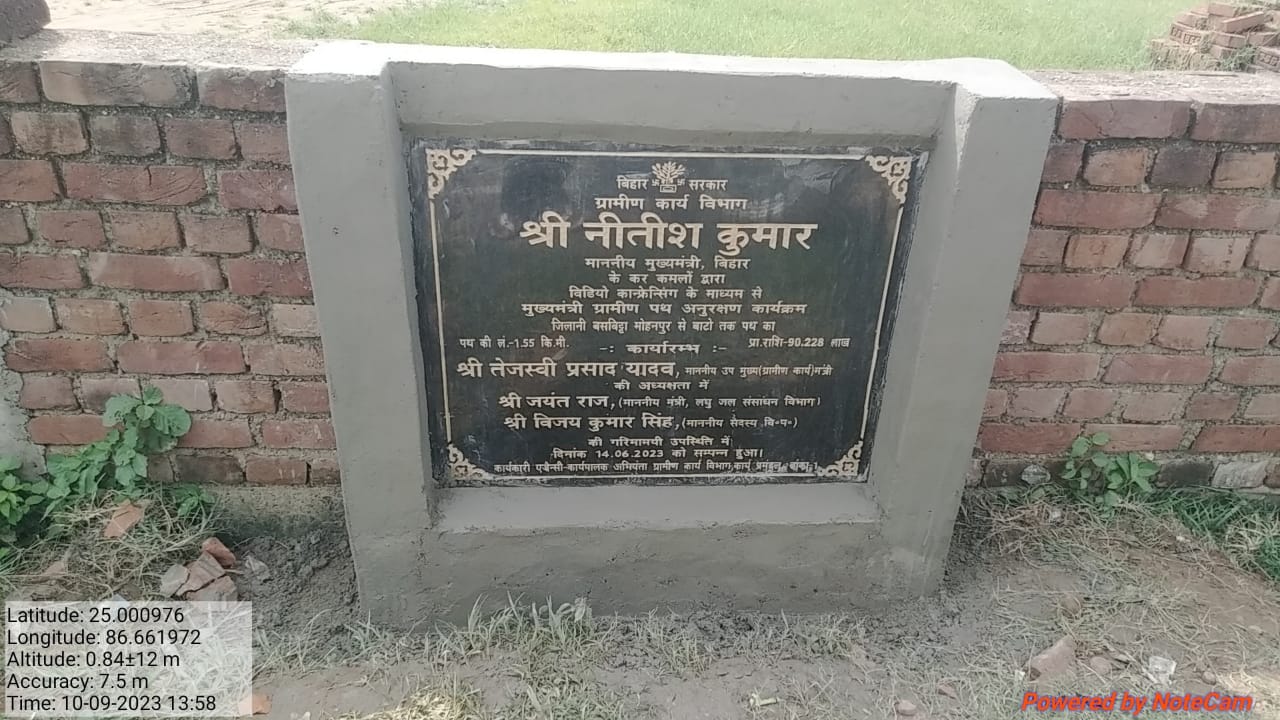 बिहार सरकार
ग्रामीण कार्य विभाग
श्री नीतीश कुमार
माननीय मुख्यमंत्री, बिहार
के कर कमलों द्वारा
विडियो कान्फ्रेन्सिंग के माध्यम से
मुख्यमंत्री ग्रामीण पथ अनुरक्षण कार्यक्रम
जिलानी बसबिट्टा मोहनपुर से बाटो तक पथ का
पथ की लं.-1.55 कि.मी. -: कार्यारम्भ :- प्रा.राशि-90.228 लाख
श्री तेजस्वी प्रसाद यादव, माननीय उप मुख्य(ग्रामीण कार्य)मंत्री
की अध्यक्षता में
श्री जयंत राज, (माननीय मंत्री, लघु जल संसाधन विभाग)
श्री विजय कुमार सिंह, (माननीय सदस्य वि॰प॰)
की गरिमामयी उपस्थिति में
दिनांक 14.06.2023 को सम्पन्न हुआ।
कार्यकारी एजेन्सी-कार्यपालक अभियंता ग्रामीण कार्य विभाग,कार्य प्रमंडल, बांका-1
Latitude: 25.000976
Longitude: 86.661972
Altitude: 0.84±12 m
Accuracy: 7.5 m
Time: 10-09-2023 13:58
Powered by NoteCam